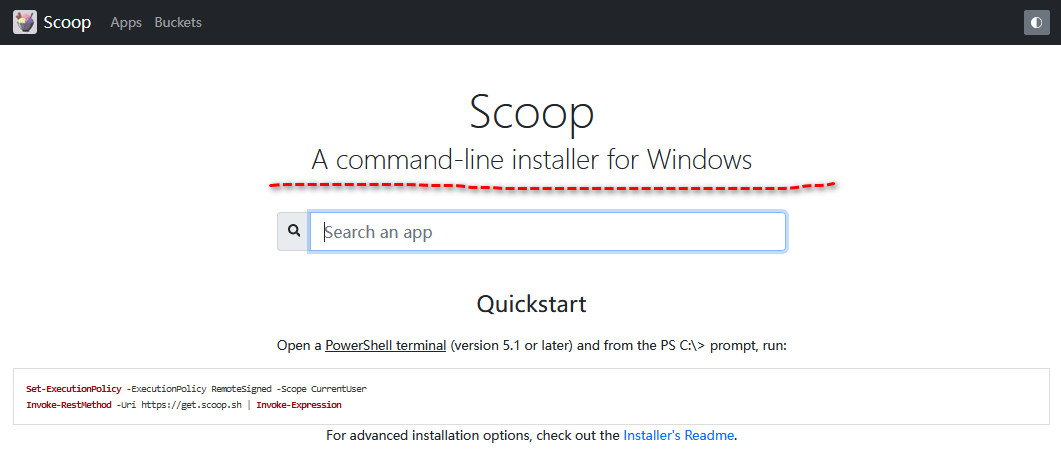 Scoop Apps Buckets
Scoop
A command-line installer for Windows
Search an app
Quickstart
Open a PowerShell terminal (version 5.1 or later) and from the PS C:\> prompt, run:
Set-ExecutionPolicy -ExecutionPolicy RemoteSigned -Scope CurrentUser
Invoke-RestMethod -Uri https://get.scoop.sh | Invoke-Expression
For advanced installation options, check out the Installer's Readme.